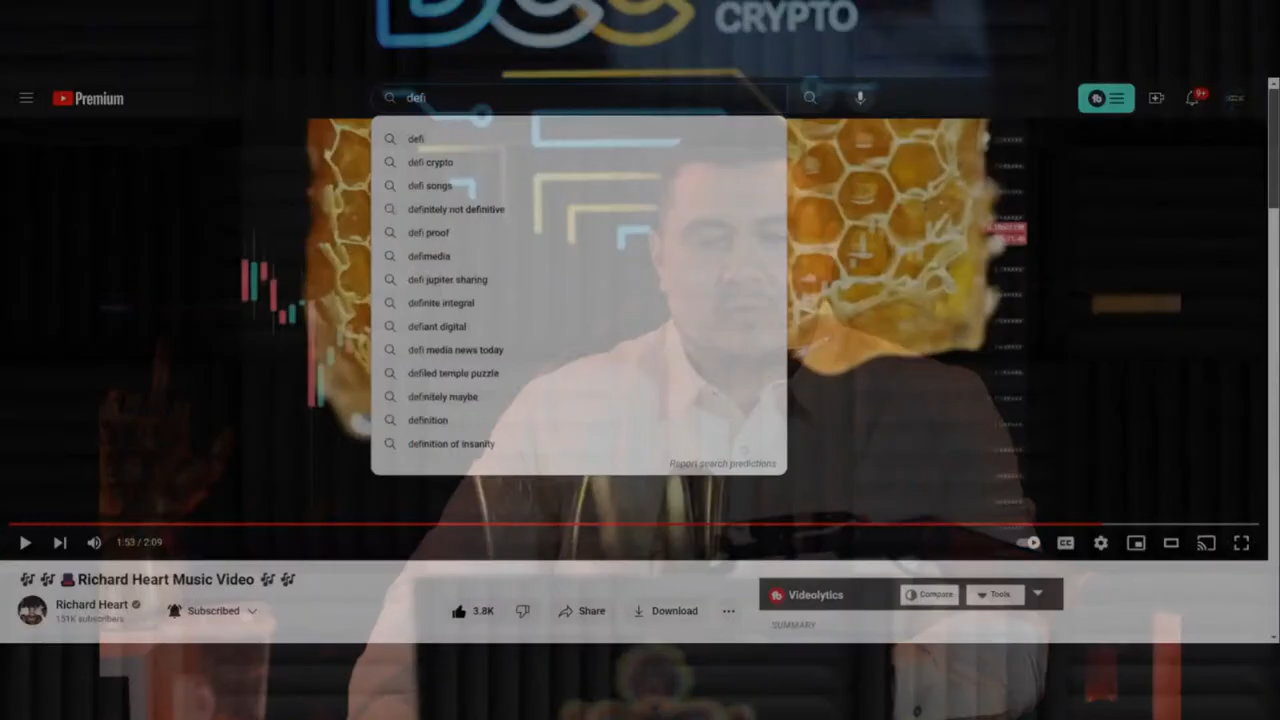 CRYPTO
Premium
defi
9+
defi
defi crypto
defi songs
definitely not definitive
defi proof
defimedia
defi jupiter sharing
definite integral
defiant digital
defi media news today
defiled temple puzzle
definitely maybe
definition
definition of insanity
Report search predictions
1:53 / 2:09
CC
Richard Heart Music Video
Richard Heart
151K subscribers
Subscribed
3.8K
Share
Download
Videolytics
Compare
Tools
SUMMARY